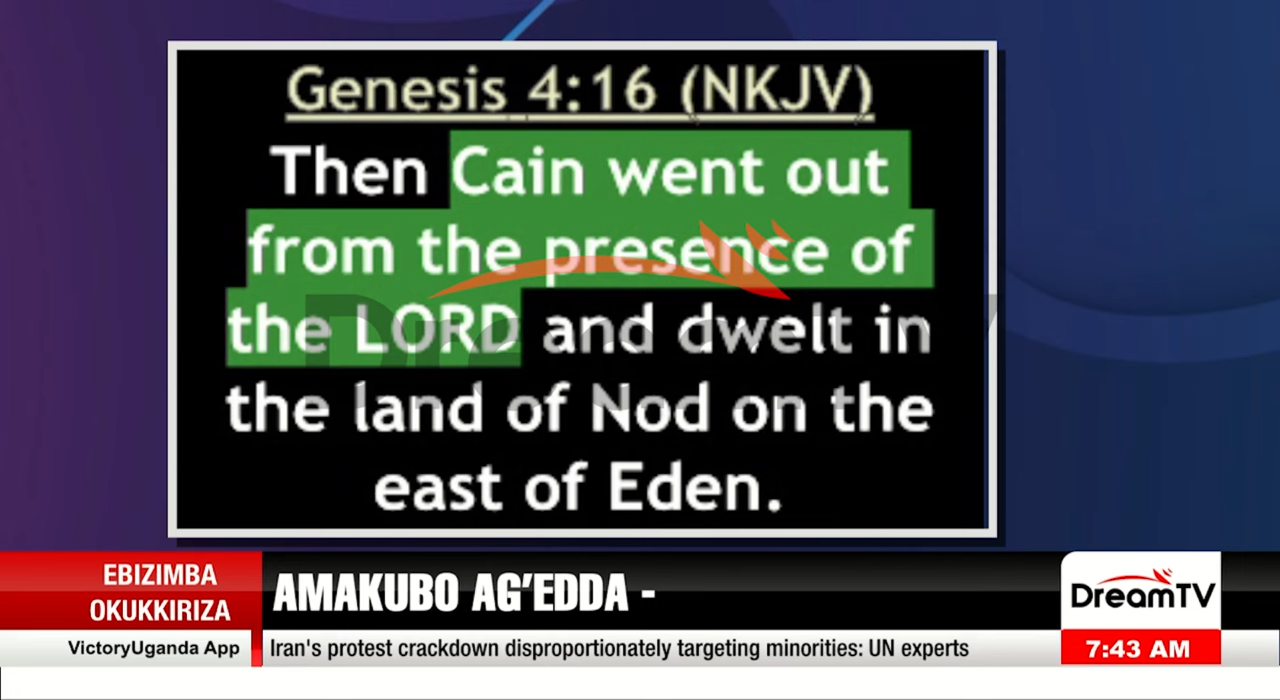 Genesis 4:16 (NKJV)
Then Cain went out
from the presence of
the LORD and dwelt in
the land of Nod on the
east of Eden.
EBIZIMBA
OKUKKIRIZA
AMAKUBO AG'EDDA -
DreamTV
VictoryUganda App
Iran's protest crackdown disproportionately targeting minorities: UN experts
7:43 AM